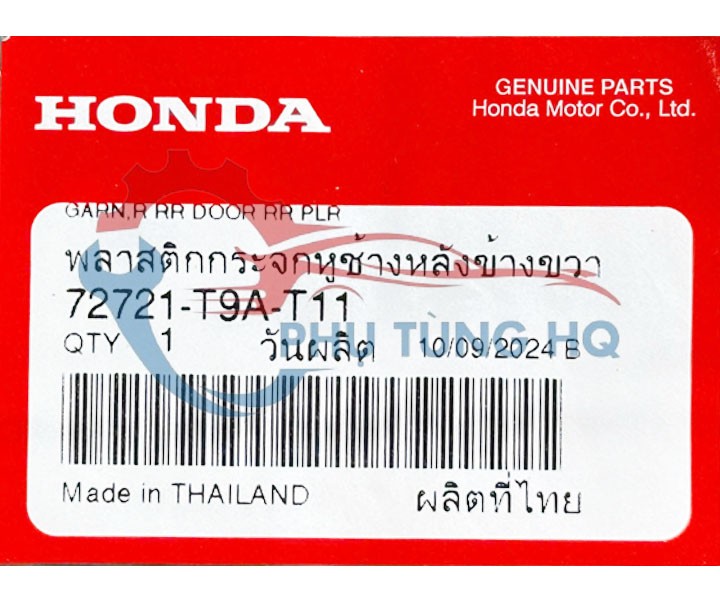 GENUINE PARTS
HONDA
Honda Motor Co., Ltd.
GARN,R RR DOOR RR PLR
พลาสติกกระจกหูช้างหลังข้างขวา
72721-T9A-T11
QTY 1 วันผลิต 10/09/2024 B
PHỤ TÙNG HQ
Made in THAILAND ผลิตที่ไทย